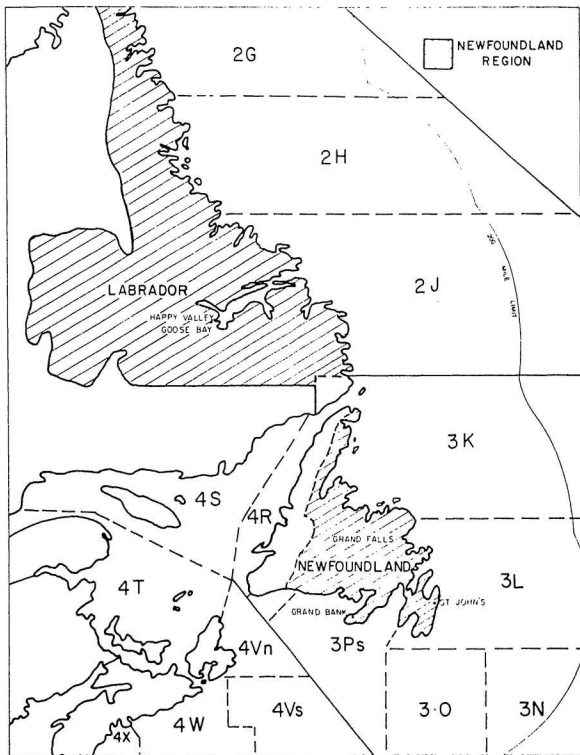 2G
NEWFOUNDLAND
REGION
2H
200
MILE
LIMIT
2J
LABRADOR
HAPPY VALLEY
GOOSE BAY
3K
4S
4R
GRAND FALLS
NEWFOUNDLAND
3L
4T
ST JOHN'S
GRAND BANK
3Ps
4Vn
4Vs
3·O
3N
4W
4X